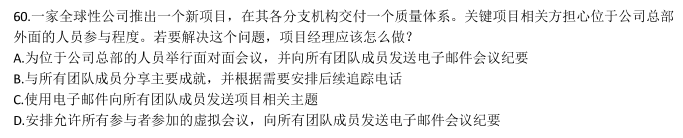 60.一家全球性公司推出一个新项目，在其各分支机构交付一个质量体系。关键项目相关方担心位于公司总部
外面的人员参与程度。若要解决这个问题，项目经理应该怎么做？
A.为位于公司总部的人员举行面对面会议，并向所有团队成员发送电子邮件会议纪要
B.与所有团队成员分享主要成就，并根据需要安排后续追踪电话
C.使用电子邮件向所有团队成员发送项目相关主题
D.安排允许所有参与者参加的虚拟会议，向所有团队成员发送电子邮件会议纪要